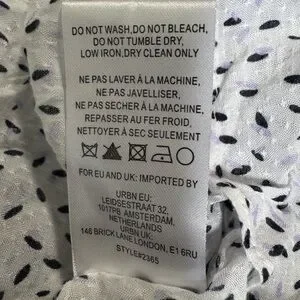 DO NOT WASH,DO NOT BLEACH,
DO NOT TUMBLE DRY,
LOW IRON,DRY CLEAN ONLY
NE PAS LAVER À LA MACHINE,
NE PAS JAVELLISER,
NE PAS SECHER À LA MACHINE,
REPASSER AU FER FROID,
NETTOYER À SEC SEULEMENT
FOR EU AND UK: IMPORTED BY
URBN EU:
LEIDSESTRAAT 32,
1017PB AMSTERDAM,
NETHERLANDS
URBN UK:
146 BRICK LANE LONDON, E1 6RU
STYLE#2365